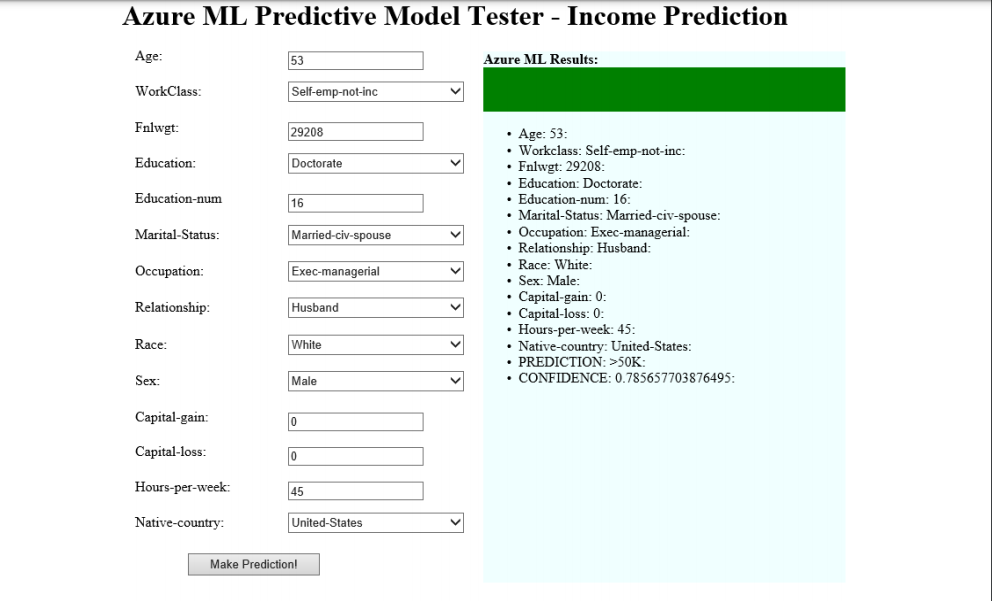 Azure ML Predictive Model Tester - Income Prediction
Age:
53
WorkClass:
Self-emp-not-inc
Fnlwgt:
29208
Education:
Doctorate
Education-num
16
Marital-Status:
Married-civ-spouse
Occupation:
Exec-managerial
Relationship:
Husband
Race:
White
Sex:
Male
Capital-gain:
0
Capital-loss:
0
Hours-per-week:
45
Native-country:
United-States
Make Prediction!
Azure ML Results:
• Age: 53:
• Workclass: Self-emp-not-inc:
• Fnlwgt: 29208:
• Education: Doctorate:
• Education-num: 16:
• Marital-Status: Married-civ-spouse:
• Occupation: Exec-managerial:
• Relationship: Husband:
• Race: White:
• Sex: Male:
• Capital-gain: 0:
• Capital-loss: 0:
• Hours-per-week: 45:
• Native-country: United-States:
• PREDICTION: >50K:
• CONFIDENCE: 0.785657703876495: